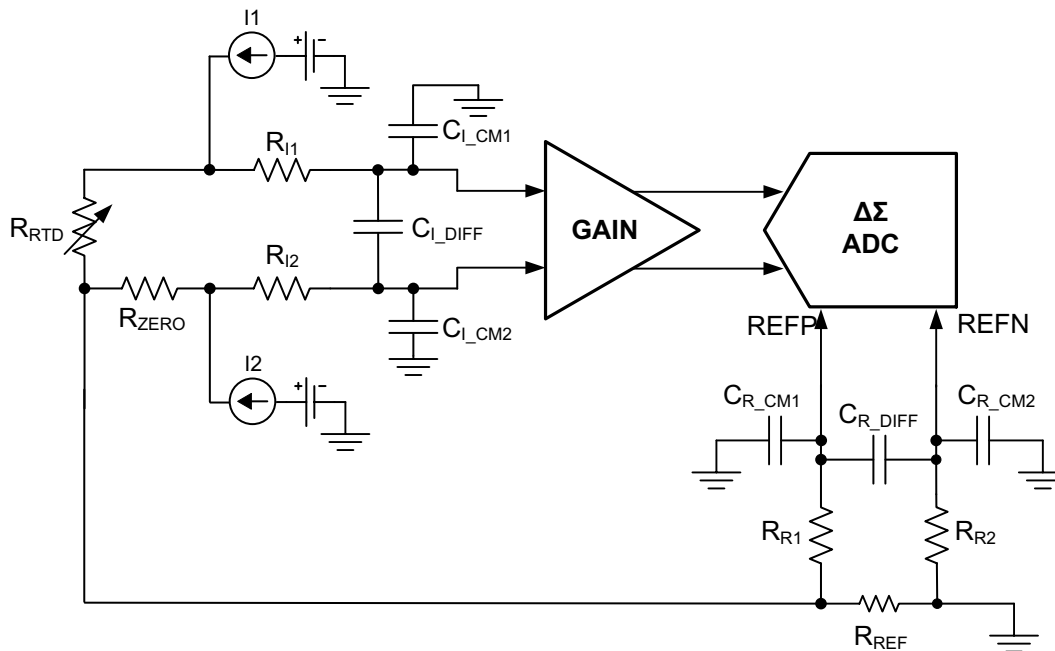 I1
+ -
C_I_CM1
R_I1
R_RTD
C_I_DIFF
GAIN
ΔΣ
ADC
R_I2
R_ZERO
C_I_CM2
REFP
REFN
I2
+ -
C_R_CM1
C_R_DIFF
C_R_CM2
R_R1
R_R2
R_REF